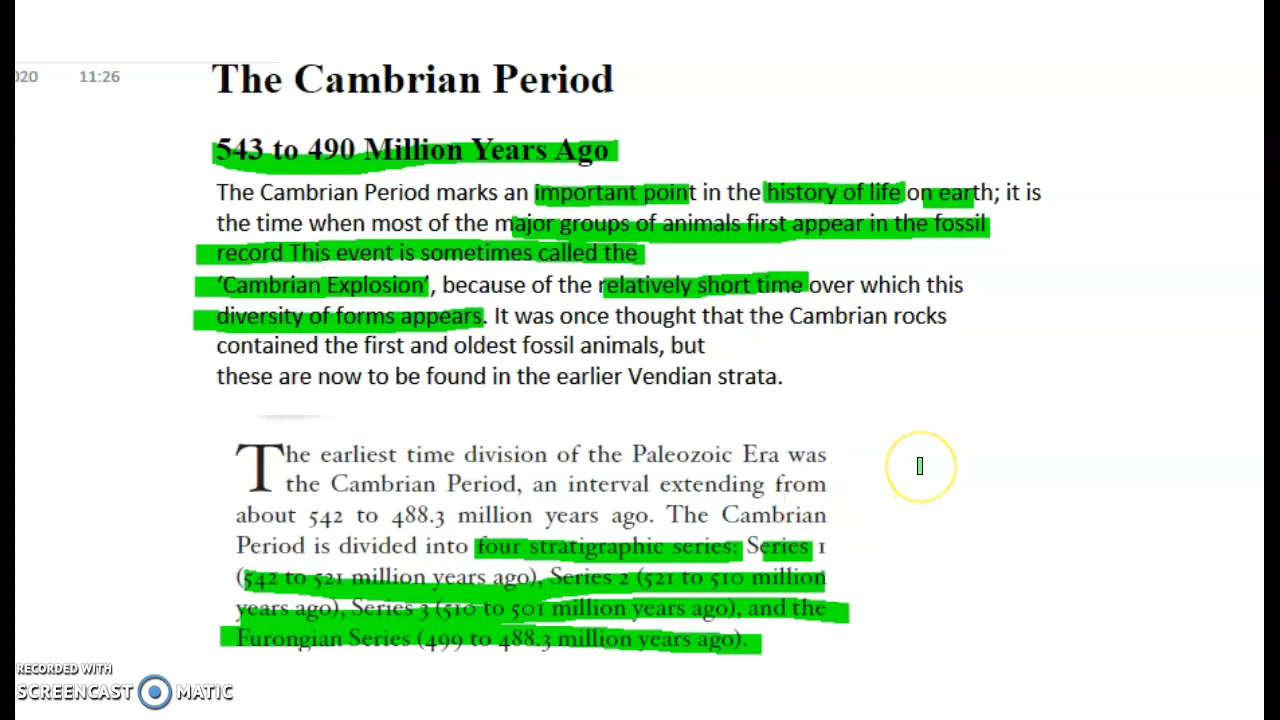 020 11:26
The Cambrian Period
543 to 490 Million Years Ago
The Cambrian Period marks an important point in the history of life on earth; it is
the time when most of the major groups of animals first appear in the fossil
record This event is sometimes called the
‘Cambrian Explosion’, because of the relatively short time over which this
diversity of forms appears. It was once thought that the Cambrian rocks
contained the first and oldest fossil animals, but
these are now to be found in the earlier Vendian strata.
The earliest time division of the Paleozoic Era was
the Cambrian Period, an interval extending from
about 542 to 488.3 million years ago. The Cambrian
Period is divided into four stratigraphic series: Series 1
(542 to 521 million years ago), Series 2 (521 to 510 million
years ago), Series 3 (510 to 501 million years ago), and the
Furongian Series (499 to 488.3 million years ago).
RECORDED WITH
SCREENCAST MATIC